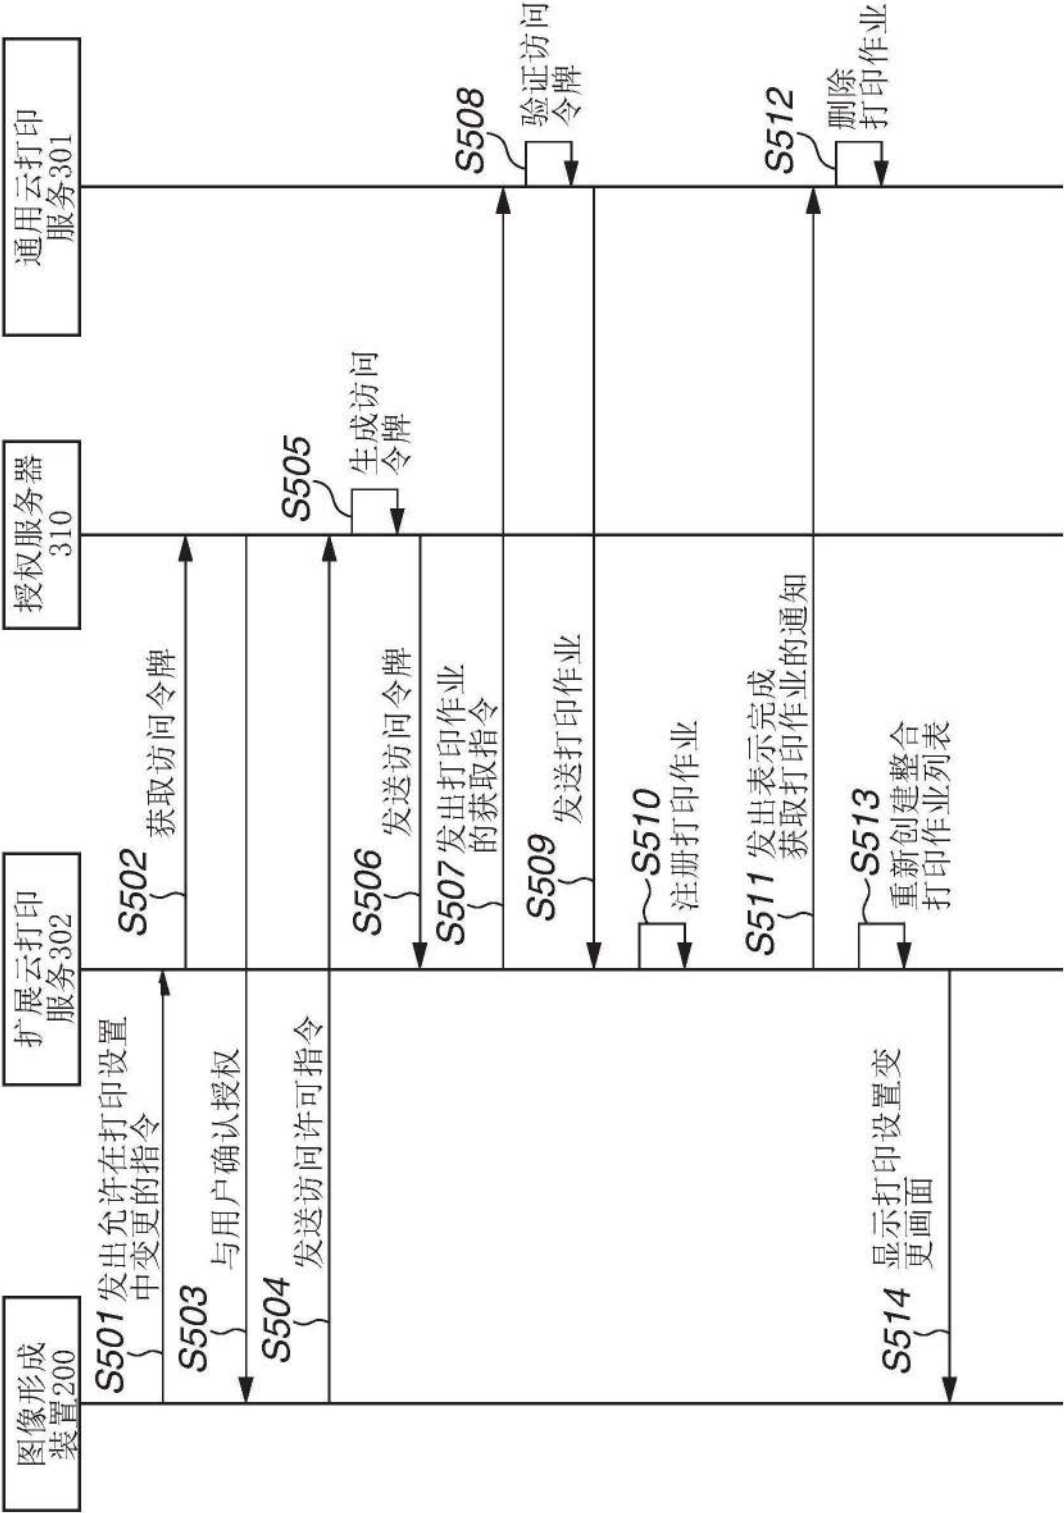 图像形成
装置200
扩展云打印
服务302
授权服务器
310
通用云打印
服务301
S501 发出允许在打印设置
中变更的指令
S502 获取访问令牌
S503 与用户确认授权
S504 发送访问许可指令
S505
生成访问
令牌
S506 发送访问令牌
S507 发出打印作业
的获取指令
S508
验证访问
令牌
S509 发送打印作业
S510
注册打印作业
S511 发出表示完成
获取打印作业的通知
S512
删除
打印作业
S513
重新创建整合
打印作业列表
S514 显示打印设置变
更画面